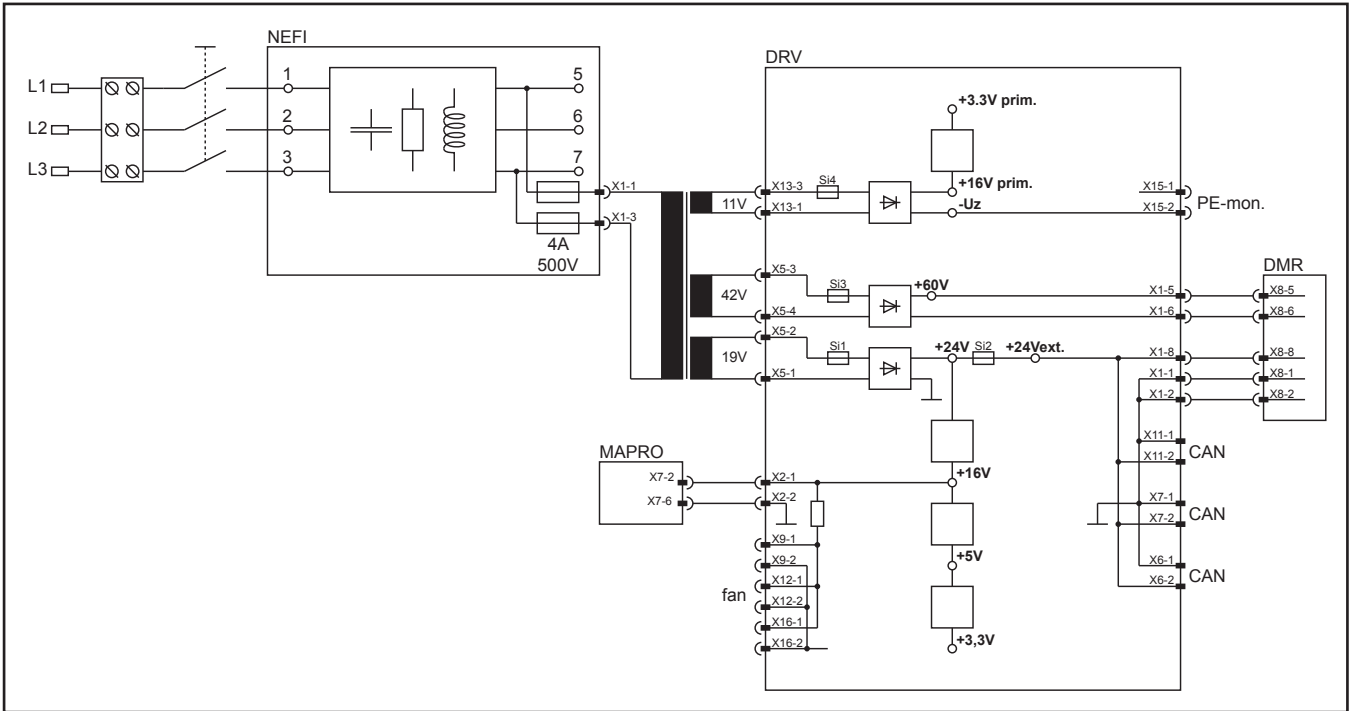 NEFI
DRV
L1
L2
L3
1
2
3
5
6
7
X1-1
X1-3
4A
500V
11V
42V
19V
X13-3
X13-1
Si4
+3.3V prim.
+16V prim.
-Uz
X15-1
X15-2
PE-mon.
X5-3
X5-4
Si3
+60V
X1-5
X1-6
DMR
X8-5
X8-6
X5-2
X5-1
Si1
+24V
Si2
+24Vext.
X1-8
X1-1
X1-2
X8-8
X8-1
X8-2
X11-1
X11-2
CAN
X7-1
X7-2
CAN
X6-1
X6-2
CAN
MAPRO
X7-2
X7-6
X2-1
X2-2
+16V
+5V
+3,3V
fan
X9-1
X9-2
X12-1
X12-2
X16-1
X16-2